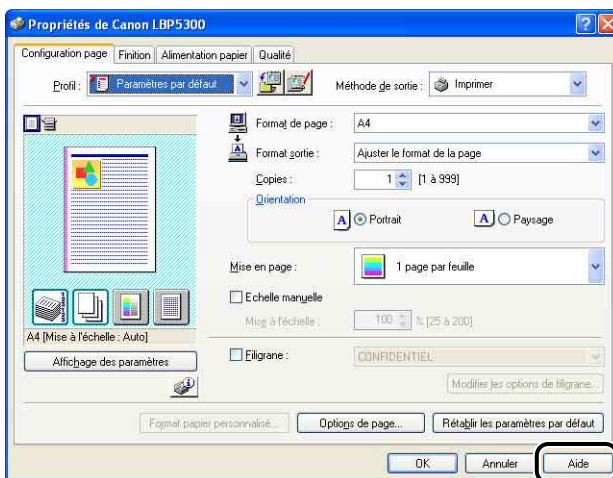 Propriétés de Canon LBP5300
Configuration page Finition Alimentation papier Qualité
Profil : Paramètres par défaut Méthode de sortie : Imprimer
Format de page : A4
Format sortie : Ajuster le format de la page
Copies : 1 [1 à 999]
Orientation
A Portrait A Paysage
Mise en page : 1 page par feuille
Echelle manuelle
Mise à l'échelle : 100 % [25 à 200]
A4 [Mise à l'échelle : Auto]
Affichage des paramètres
Filigrane : CONFIDENTIEL
Modifier les options de filigrane...
Format papier personnalisé... Options de page... Rétablir les paramètres par défaut
OK Annuler Aide